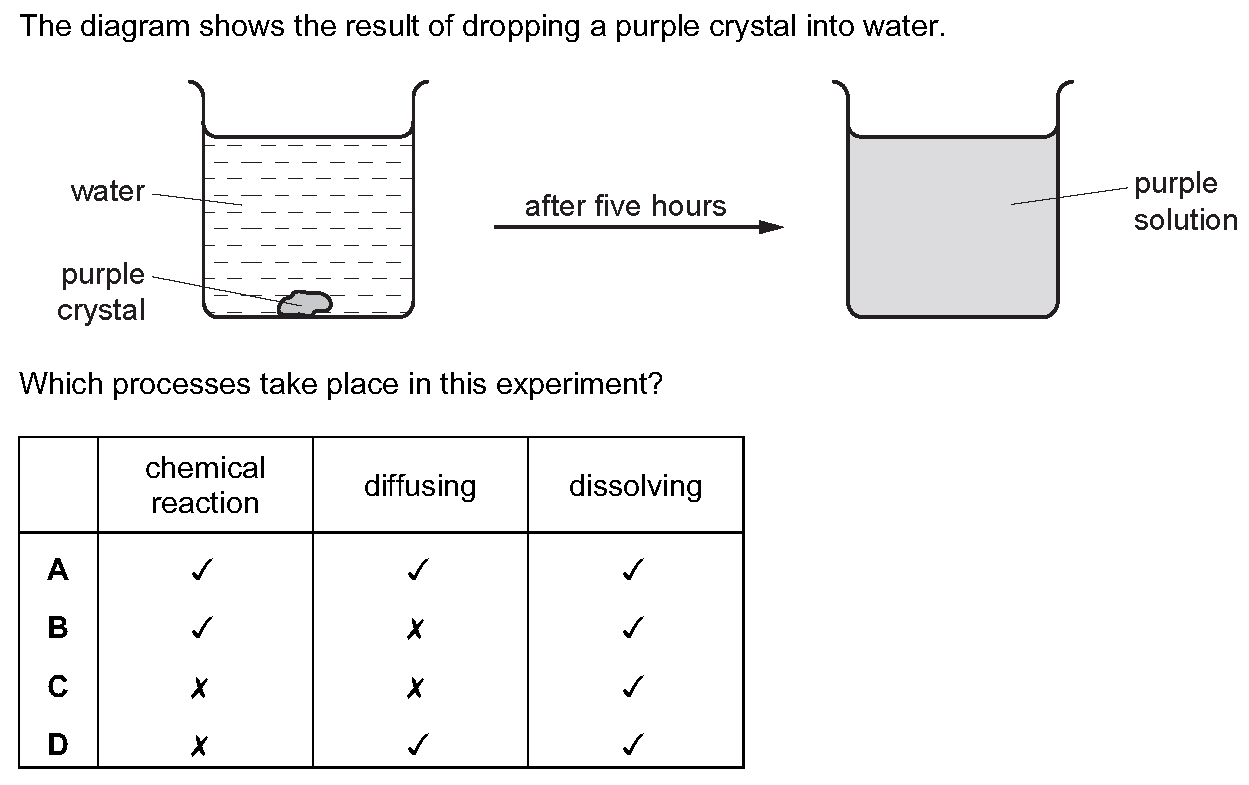 The diagram shows the result of dropping a purple crystal into water.
water
purple
crystal
after five hours
purple
solution
Which processes take place in this experiment?
chemical
reaction
diffusing
dissolving
A ✓ ✓ ✓
B ✓ ✗ ✓
C ✗ ✗ ✓
D ✗ ✓ ✓